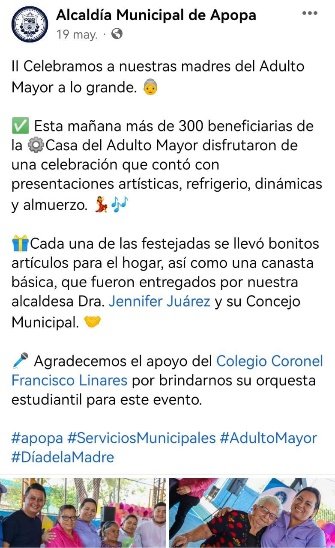 Alcaldía Municipal de Apopa
19 may. ·
II Celebramos a nuestras madres del Adulto
Mayor a lo grande. 👵
✅ Esta mañana más de 300 beneficiarias de
la ⚙️Casa del Adulto Mayor disfrutaron de
una celebración que contó con
presentaciones artísticas, refrigerio, dinámicas
y almuerzo. 💃🎶
🎁Cada una de las festejadas se llevó bonitos
artículos para el hogar, así como una canasta
básica, que fueron entregados por nuestra
alcaldesa Dra. Jennifer Juárez y su Concejo
Municipal. 🤝
🎤 Agradecemos el apoyo del Colegio Coronel
Francisco Linares por brindarnos su orquesta
estudiantil para este evento.
#apopa #ServiciosMunicipales #AdultoMayor
#DíadelaMadre